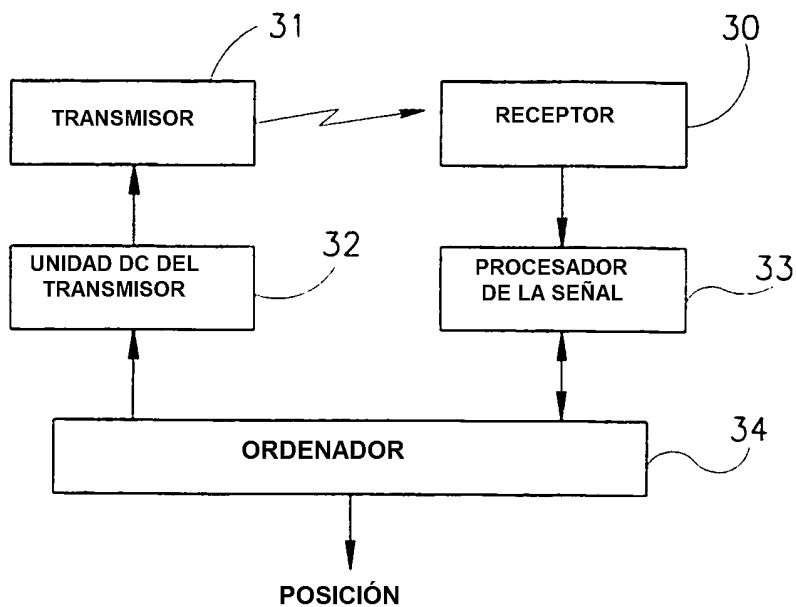 31
30
TRANSMISOR
RECEPTOR
UNIDAD DC DEL
TRANSMISOR
32
PROCESADOR
DE LA SEÑAL
33
ORDENADOR
34
POSICIÓN